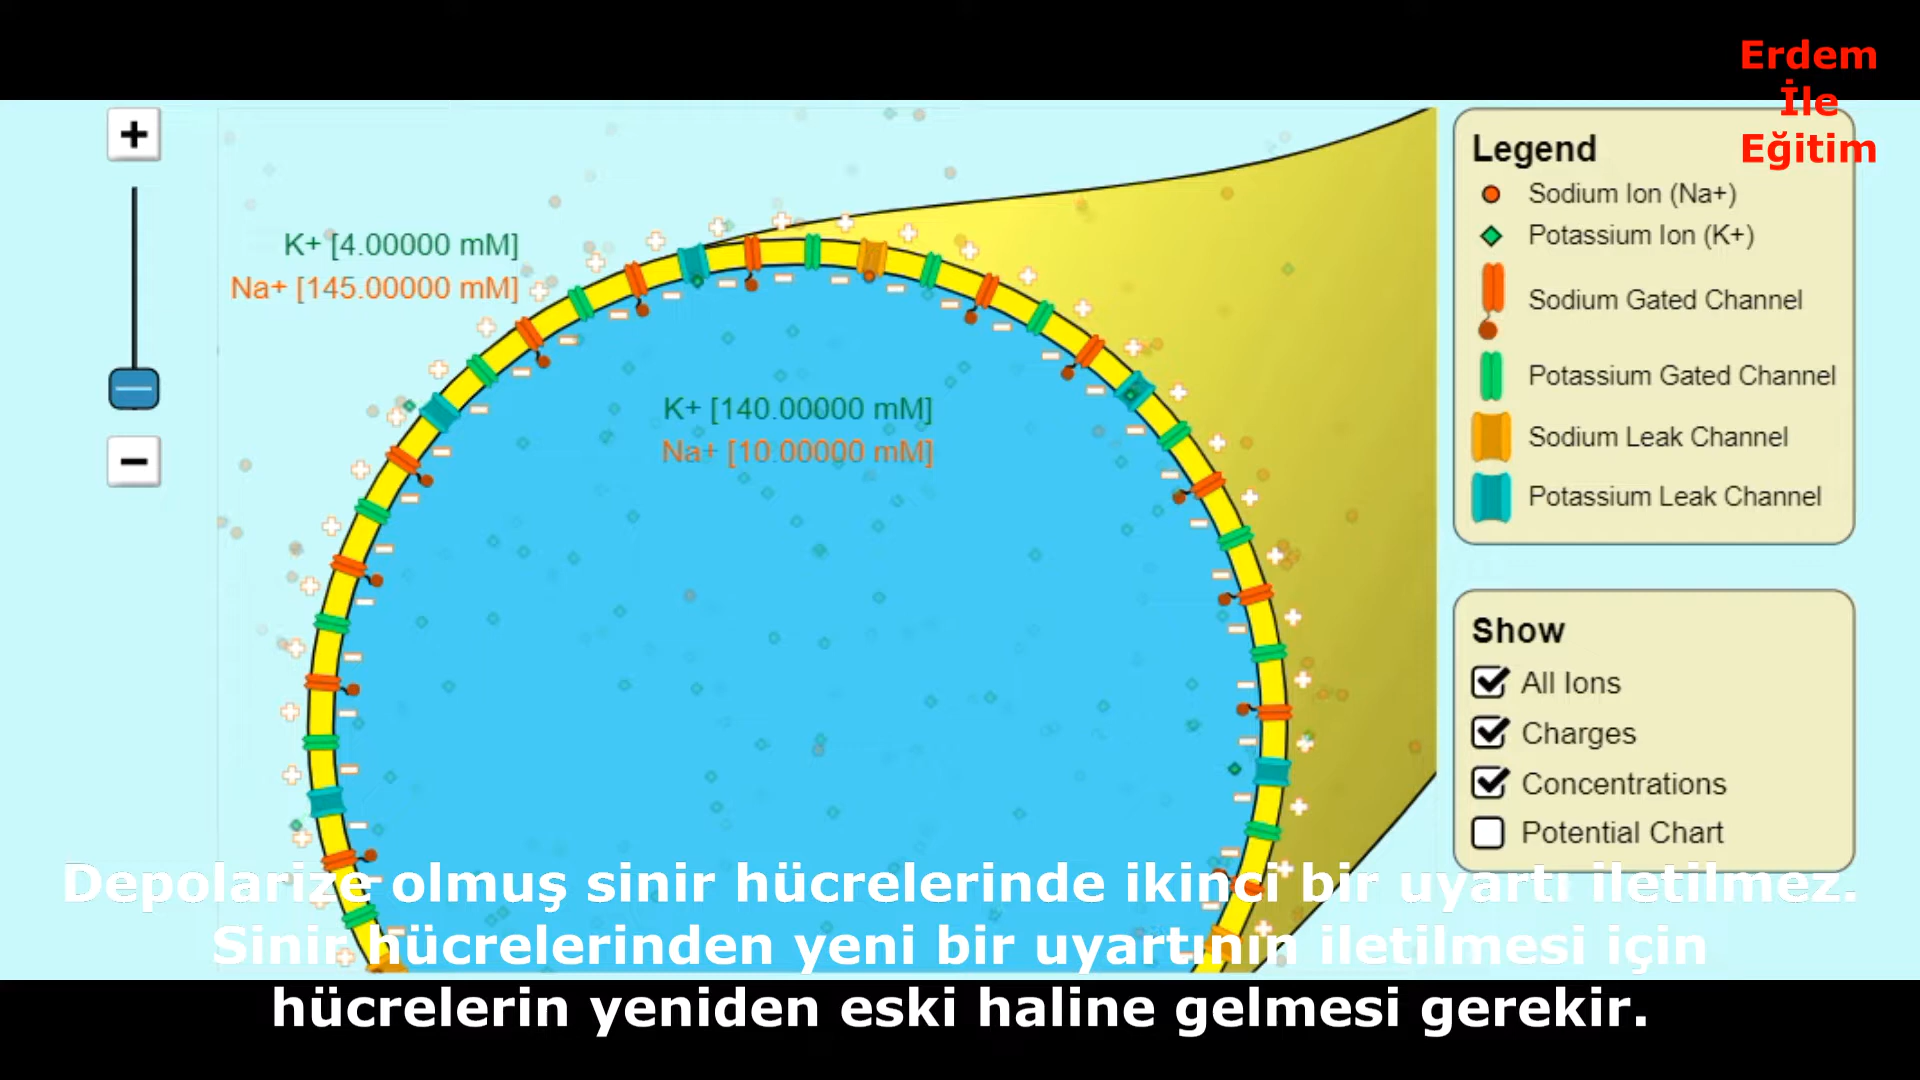 Erdem
İle
Eğitim
Legend
Sodium Ion (Na+)
Potassium Ion (K+)
Sodium Gated Channel
Potassium Gated Channel
Sodium Leak Channel
Potassium Leak Channel
K+ [4.00000 mM]
Na+ [145.00000 mM]
K+ [140.00000 mM]
Na+ [10.00000 mM]
Show
All Ions
Charges
Concentrations
Potential Chart
Depolarize olmuş sinir hücrelerinde ikinci bir uyartı iletilmez.
Sinir hücrelerinden yeni bir uyartının iletilmesi için
hücrelerin yeniden eski haline gelmesi gerekir.